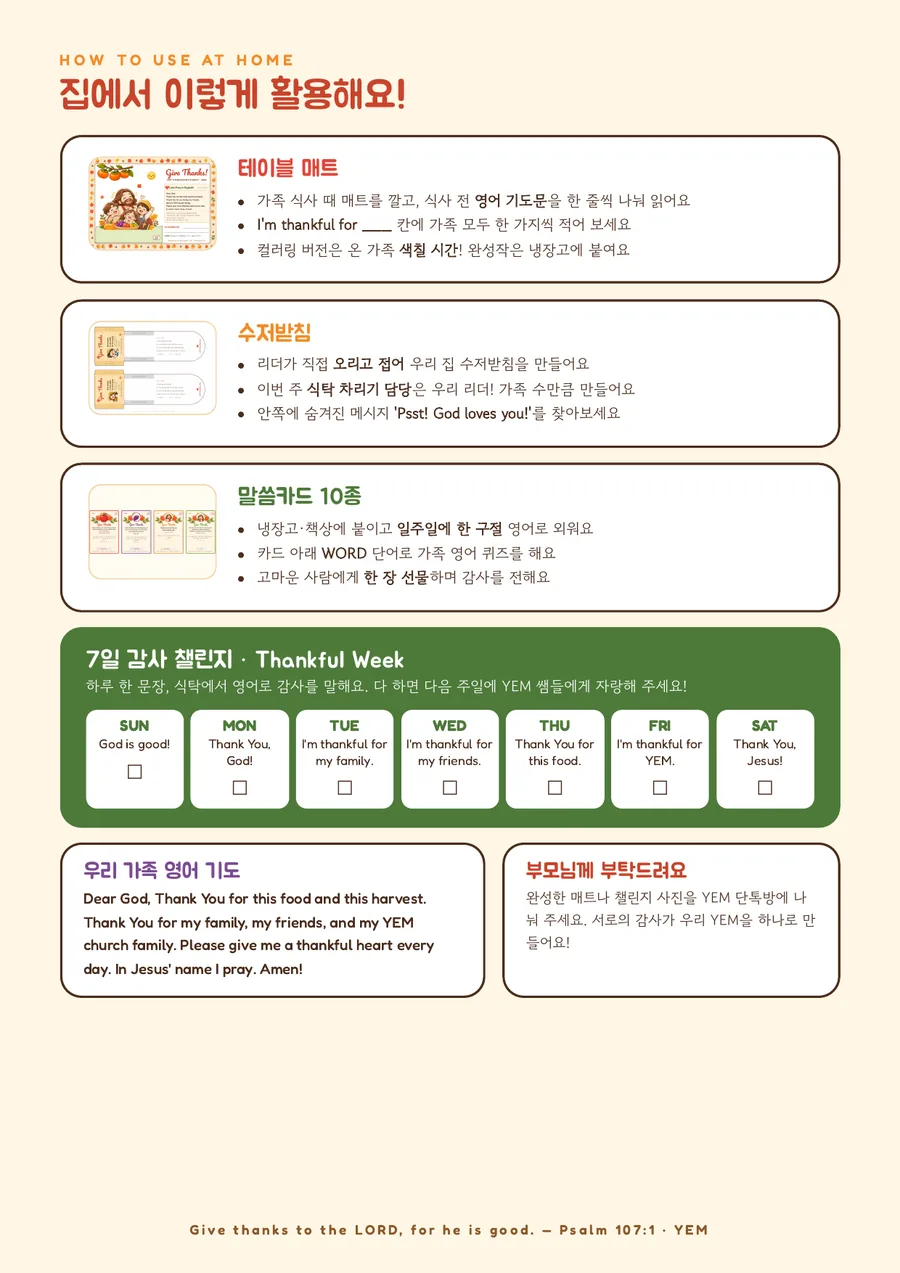 HOW TO USE AT HOME
집에서 이렇게 활용해요!
Give Thanks!
테이블 매트
• 가족 식사 때 매트를 깔고, 식사 전 영어 기도문을 한 줄씩 나눠 읽어요
• I'm thankful for ____ 칸에 가족 모두 한 가지씩 적어 보세요
• 컬러링 버전은 온 가족 색칠 시간! 완성작은 냉장고에 붙여요
수저받침
• 리더가 직접 오리고 접어 우리 집 수저받침을 만들어요
• 이번 주 식탁 차리기 담당은 우리 리더! 가족 수만큼 만들어요
• 안쪽에 숨겨진 메시지 'Psst! God loves you!'를 찾아보세요
말씀카드 10종
• 냉장고·책상에 붙이고 일주일에 한 구절 영어로 외워요
• 카드 아래 WORD 단어로 가족 영어 퀴즈를 해요
• 고마운 사람에게 한 장 선물하며 감사를 전해요
7일 감사 챌린지 · Thankful Week
하루 한 문장, 식탁에서 영어로 감사를 말해요. 다 하면 다음 주일에 YEM 쌤들에게 자랑해 주세요!
SUN
God is good!
☐
MON
Thank You,
God!
☐
TUE
I'm thankful for
my family.
☐
WED
I'm thankful for
my friends.
☐
THU
Thank You for
this food.
☐
FRI
I'm thankful for
YEM.
☐
SAT
Thank You,
Jesus!
☐
우리 가족 영어 기도
Dear God, Thank You for this food and this harvest.
Thank You for my family, my friends, and my YEM
church family. Please give me a thankful heart every
day. In Jesus' name I pray. Amen!
부모님께 부탁드려요
완성한 매트나 챌린지 사진을 YEM 단톡방에 나
눠 주세요. 서로의 감사가 우리 YEM을 하나로 만
들어요!
Give thanks to the LORD, for he is good. — Psalm 107:1 · YEM